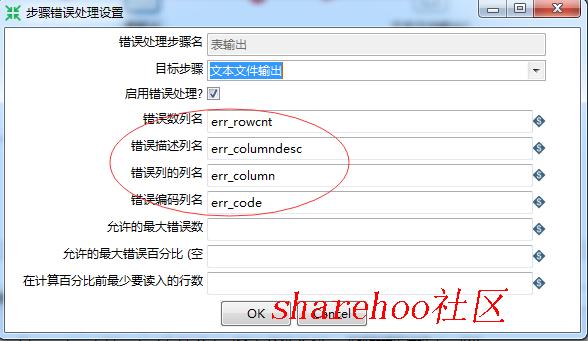 步骤错误处理设置
错误处理步骤名 表输出
目标步骤 文本文件输出
启用错误处理?
错误数列名 err_rowcnt
错误描述列名 err_columndesc
错误列的列名 err_column
错误编码列名 err_code
允许的最大错误数
允许的最大错误百分比 (空
在计算百分比前最少要读入的行数
OK Cancel
sharehoo社区